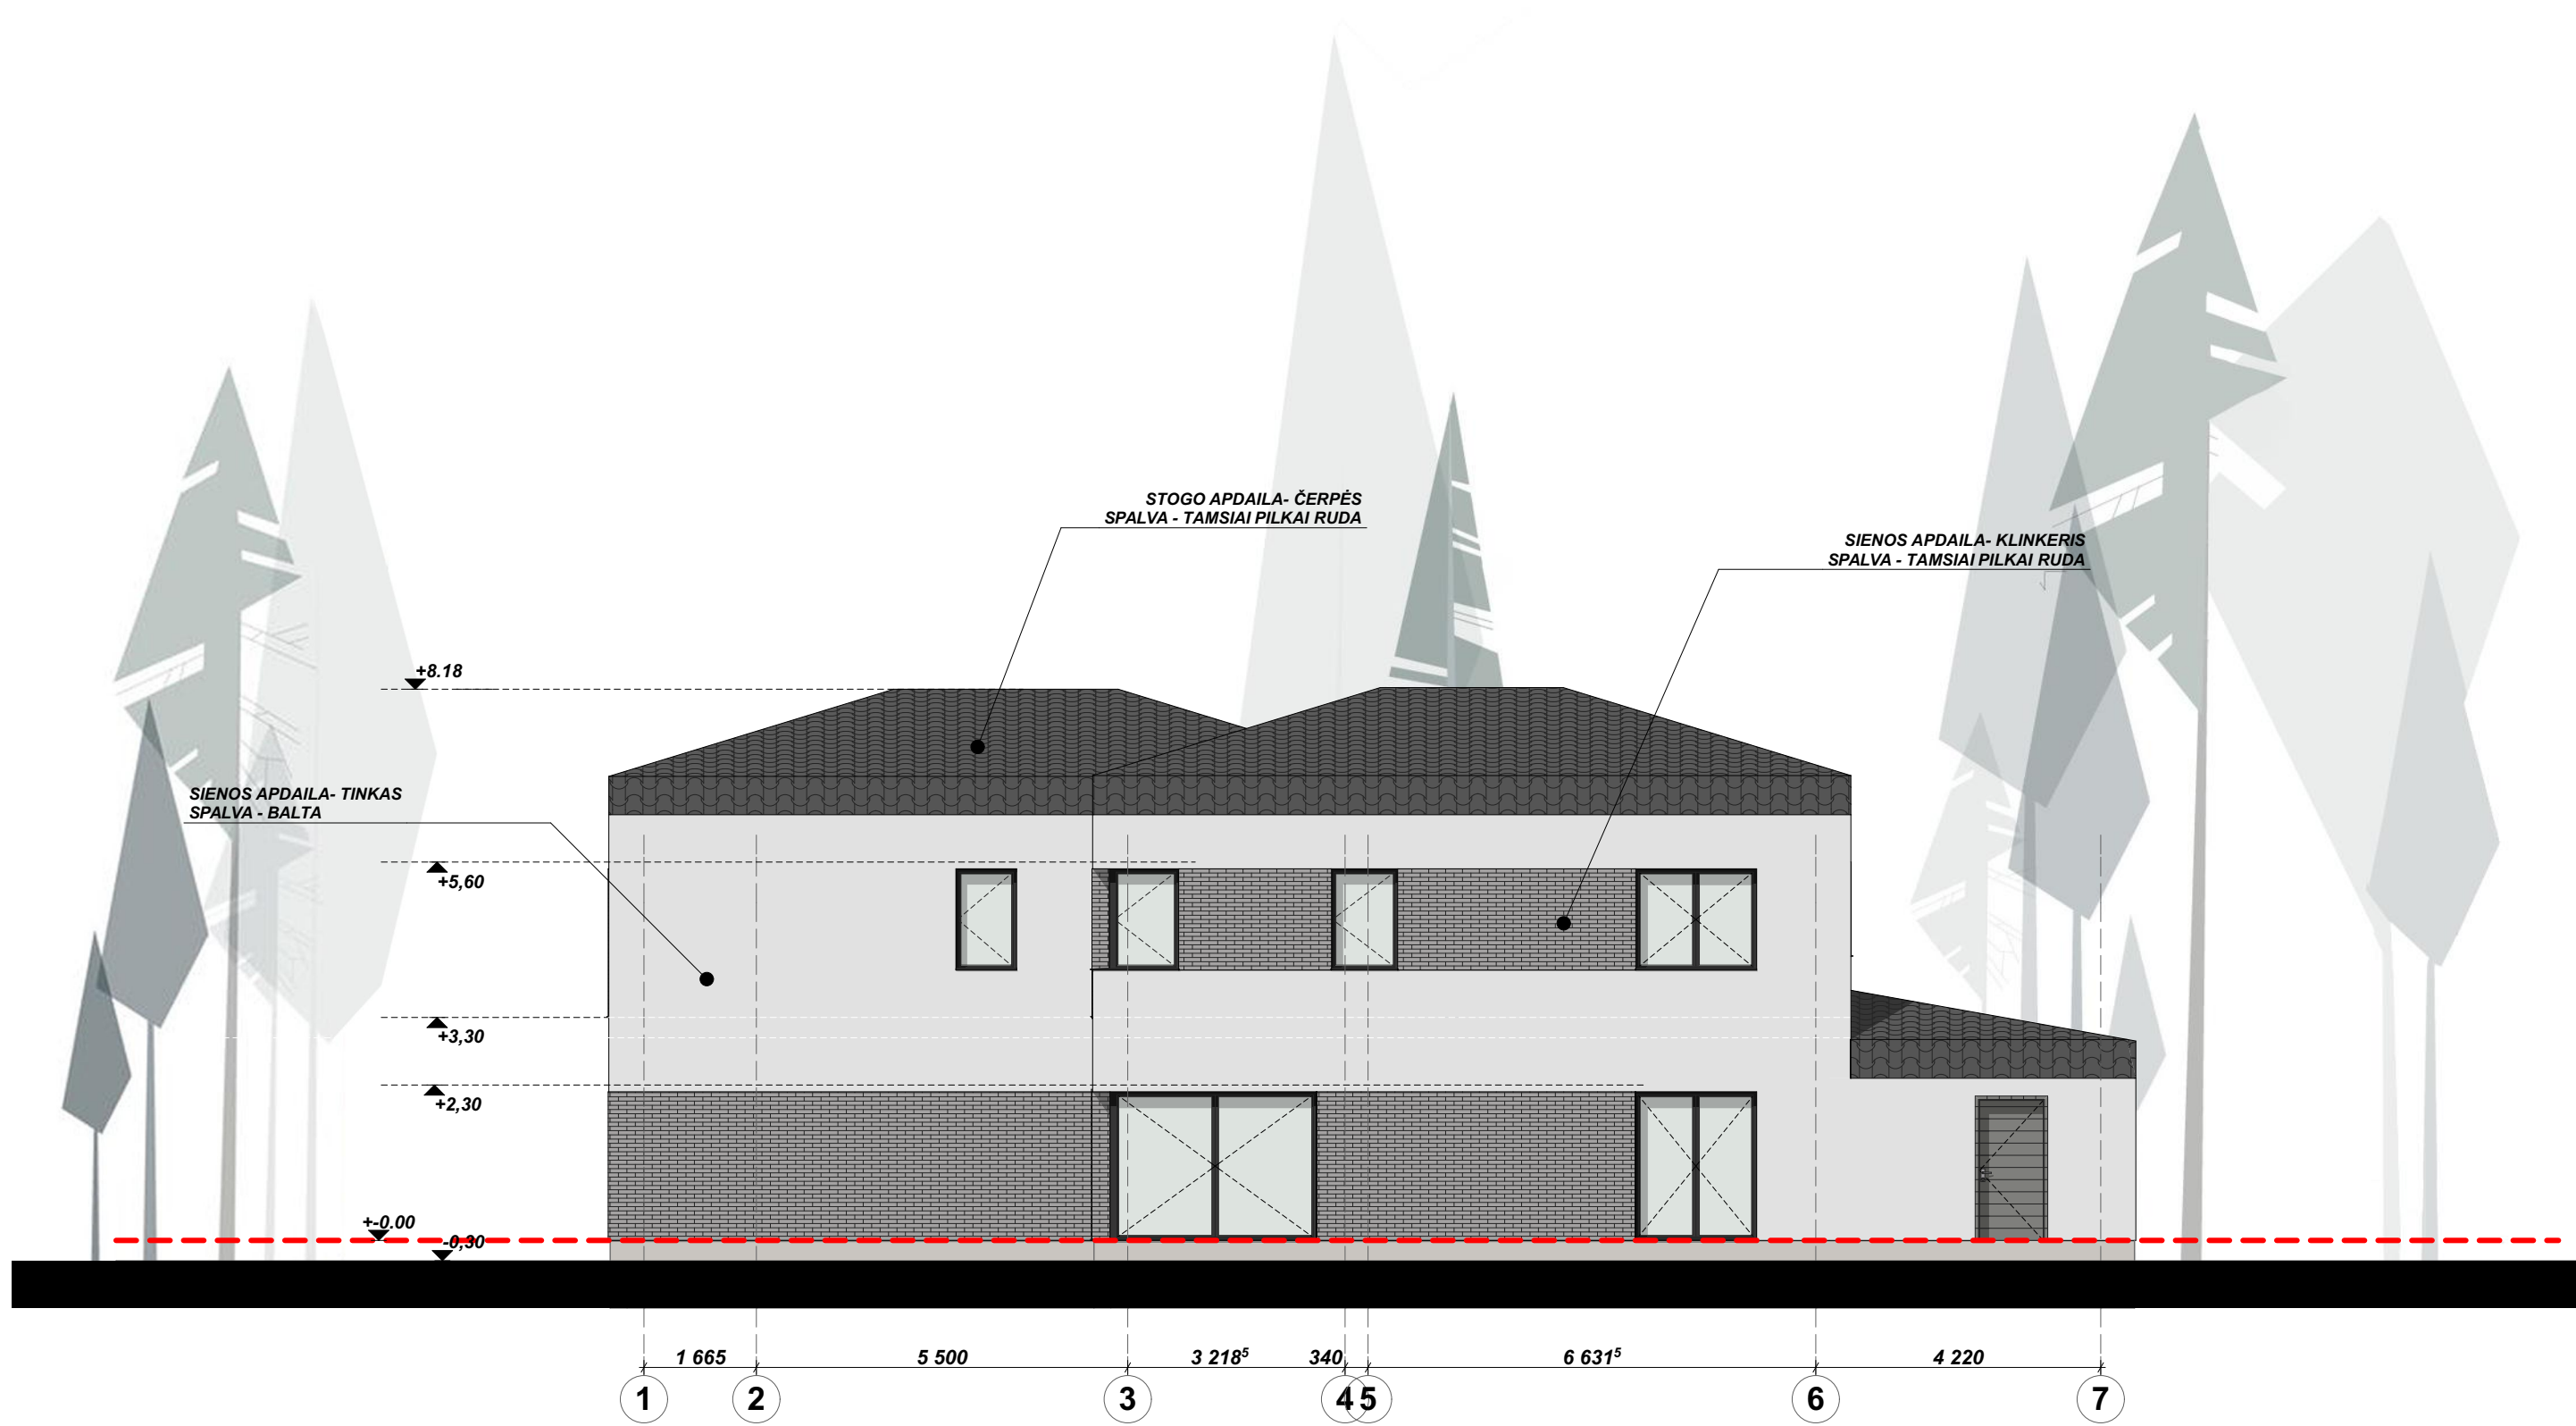 STOGO APDAILA- ČERPĖS
SPALVA - TAMSIAI PILKAI RUDA
SIENOS APDAILA- KLINKERIS
SPALVA - TAMSIAI PILKAI RUDA
+8.18
SIENOS APDAILA- TINKAS
SPALVA - BALTA
+5,60
+3,30
+2,30
+-0.00
-0,30
1 665 5 500 3 218⁵ 340 6 631⁵ 4 220
1 2 3 4 5 6 7